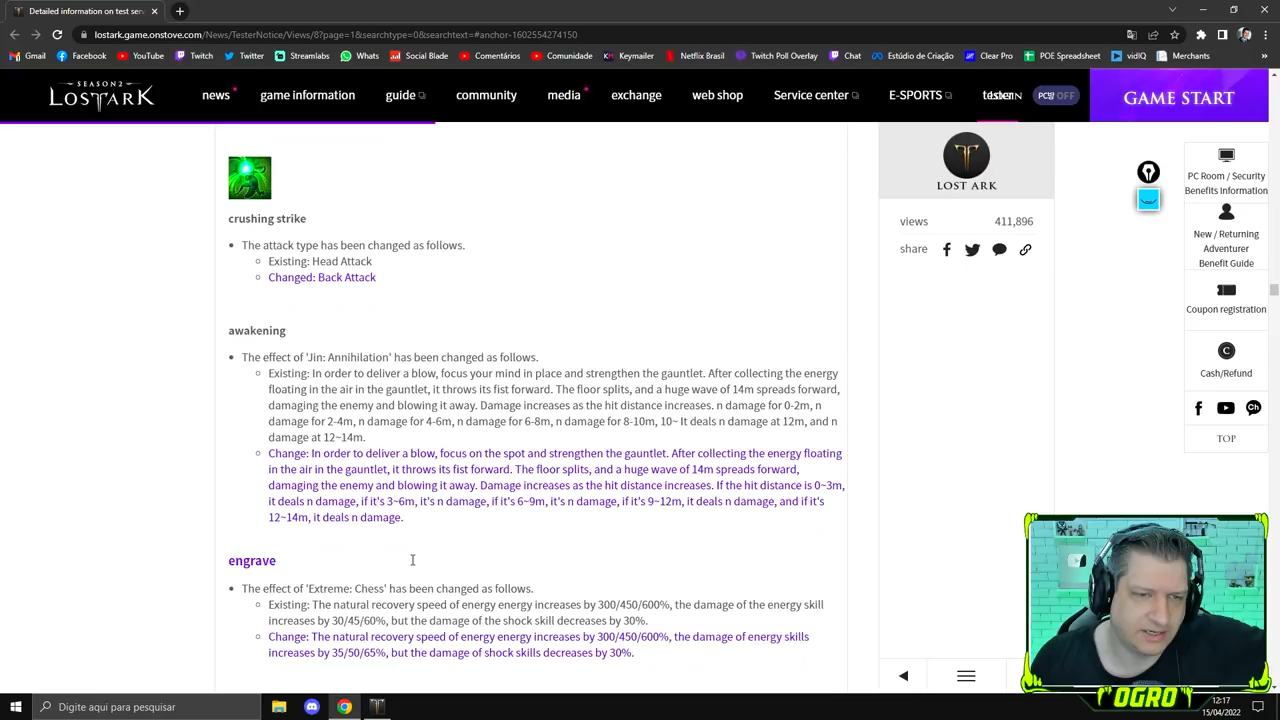 Detailed information on test serv
lostark.game.onstove.com/News/TesterNotice/Views/8?page=1&searchtype=0&searchtext=#anchor-1602554274150
Gmail
Facebook
YouTube
Twitch
Twitter
Streamlabs
Whats
Social Blade
Comentários
Conteúdos
Comunidade
Keymailer
Netflix Brasil
Twitch Poll Overlay
Chat
Estúdio de Criação
Clear Pro
POE Spreadsheet
vidIQ
Merchants
SEASON2
LOST ARK
news
game information
guide
community
media
exchange
web shop
Service center
E-SPORTS
tester
OFF
GAME START
crushing strike
The attack type has been changed as follows.
Existing: Head Attack
Changed: Back Attack
awakening
The effect of 'Jin: Annihilation' has been changed as follows.
Existing: In order to deliver a blow, focus your mind in place and strengthen the gauntlet. After collecting the energy
floating in the air in the gauntlet, it throws its fist forward. The floor splits, and a huge wave of 14m spreads forward,
damaging the enemy and blowing it away. Damage increases as the hit distance increases. n damage for 0-2m, n
damage for 2-4m, n damage for 4-6m, n damage for 6-8m, n damage for 8-10m, 10~ It deals n damage at 12m, and n
damage at 12~14m.
Change: In order to deliver a blow, focus on the spot and strengthen the gauntlet. After collecting the energy floating
in the air in the gauntlet, it throws its fist forward. The floor splits, and a huge wave of 14m spreads forward,
damaging the enemy and blowing it away. Damage increases as the hit distance increases. If the hit distance is 0~3m,
it deals n damage, if it's 3~6m, it's n damage, if it's 6~9m, it's n damage, if it's 9~12m, it deals n damage, and if it's
12~14m, it deals n damage.
engrave
The effect of 'Extreme: Chess' has been changed as follows.
Existing: The natural recovery speed of energy energy increases by 300/450/600%, the damage of the energy skill
increases by 30/45/60%, but the damage of the shock skill decreases by 30%.
Change: The natural recovery speed of energy energy increases by 300/450/600%, the damage of energy skills
increases by 35/50/65%, but the damage of shock skills decreases by 30%.
LOST ARK
views
411,896
share
PC Room / Security
Benefits Information
New / Returning
Adventurer
Benefit Guide
Coupon registration
Cash/Refund
TOP
OGRO
Digite aqui para pesquisar
12:17
15/04/2022